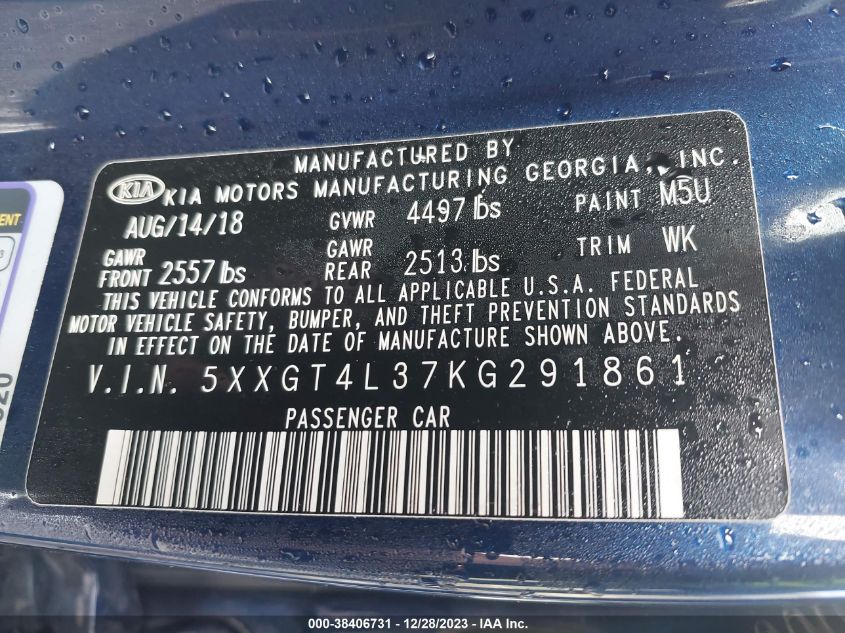 MANUFACTURED BY
KIA KIA MOTORS MANUFACTURING GEORGIA, INC.
AUG/14/18 GVWR 4497 lbs PAINT M5U
GAWR FRONT 2557 lbs GAWR REAR 2513 lbs TRIM WK
THIS VEHICLE CONFORMS TO ALL APPLICABLE U.S.A. FEDERAL
MOTOR VEHICLE SAFETY, BUMPER, AND THEFT PREVENTION STANDARDS
IN EFFECT ON THE DATE OF MANUFACTURE SHOWN ABOVE.
V.I.N. 5XXGT4L37KG291861
PASSENGER CAR
000-38406731 - 12/28/2023 - SXX GA